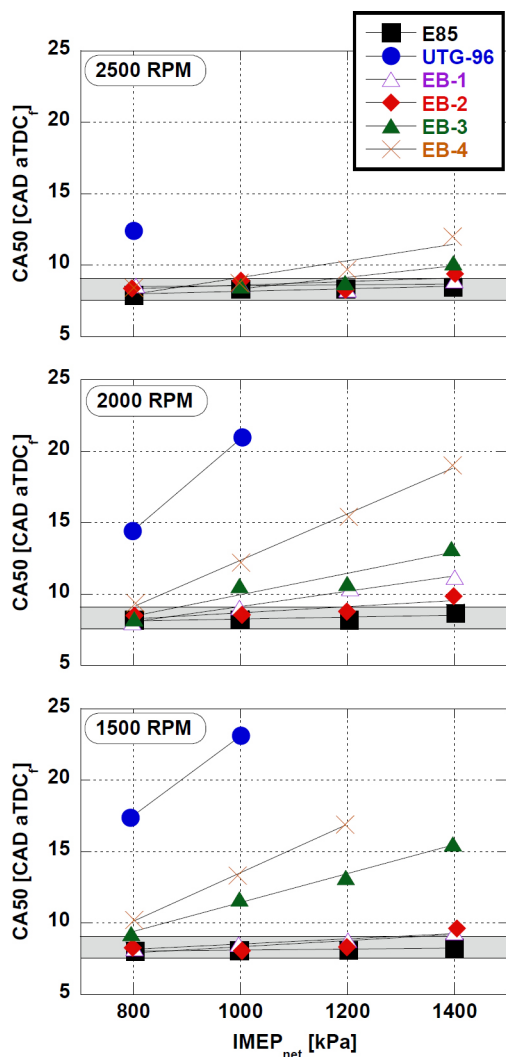 E85
UTG-96
EB-1
EB-2
EB-3
EB-4
2500 RPM
25
20
15
10
5
CA50 [CAD aTDCf]
2000 RPM
25
20
15
10
5
CA50 [CAD aTDCf]
1500 RPM
25
20
15
10
5
CA50 [CAD aTDCf]
800 1000 1200 1400
IMEPnet [kPa]